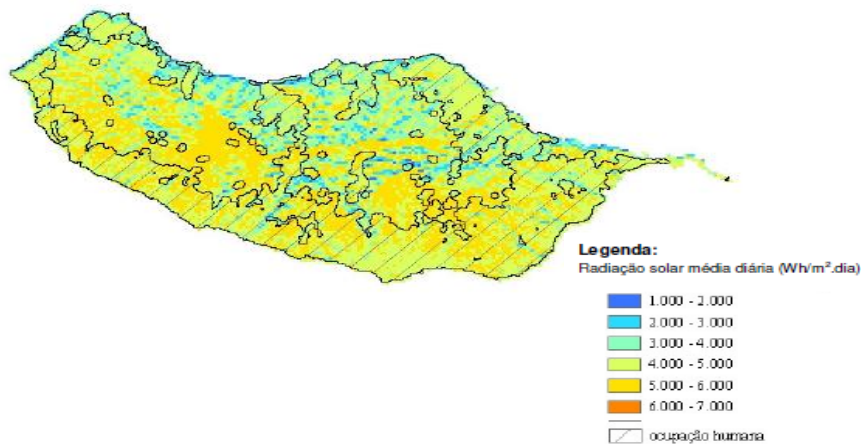 Legenda:
Radiação solar média diária (Wh/m².dia)
1.000 - 2.000
2.000 - 3.000
3.000 - 4.000
4.000 - 5.000
5.000 - 6.000
6.000 - 7.000
ocupação humana